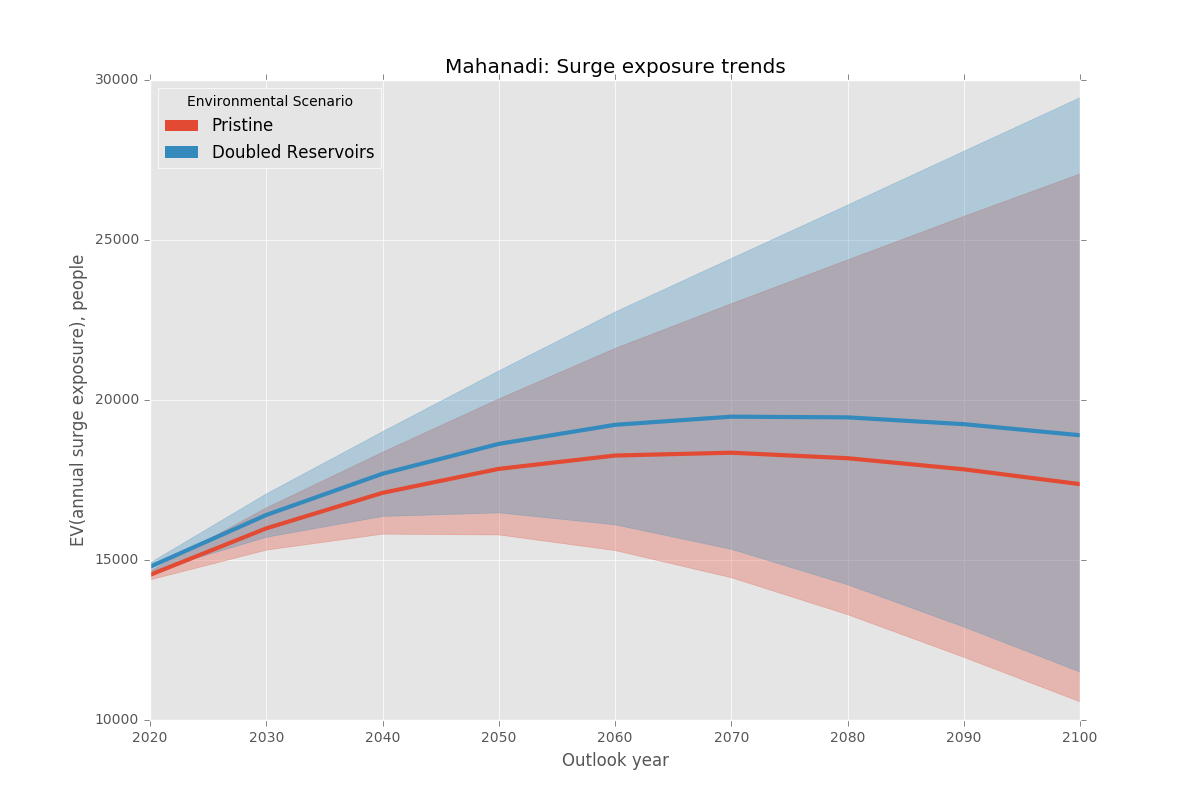 Mahanadi: Surge exposure trends
30000
25000
20000
15000
10000
EV(annual surge exposure), people
Environmental Scenario
Pristine
Doubled Reservoirs
2020 2030 2040 2050 2060 2070 2080 2090 2100
Outlook year